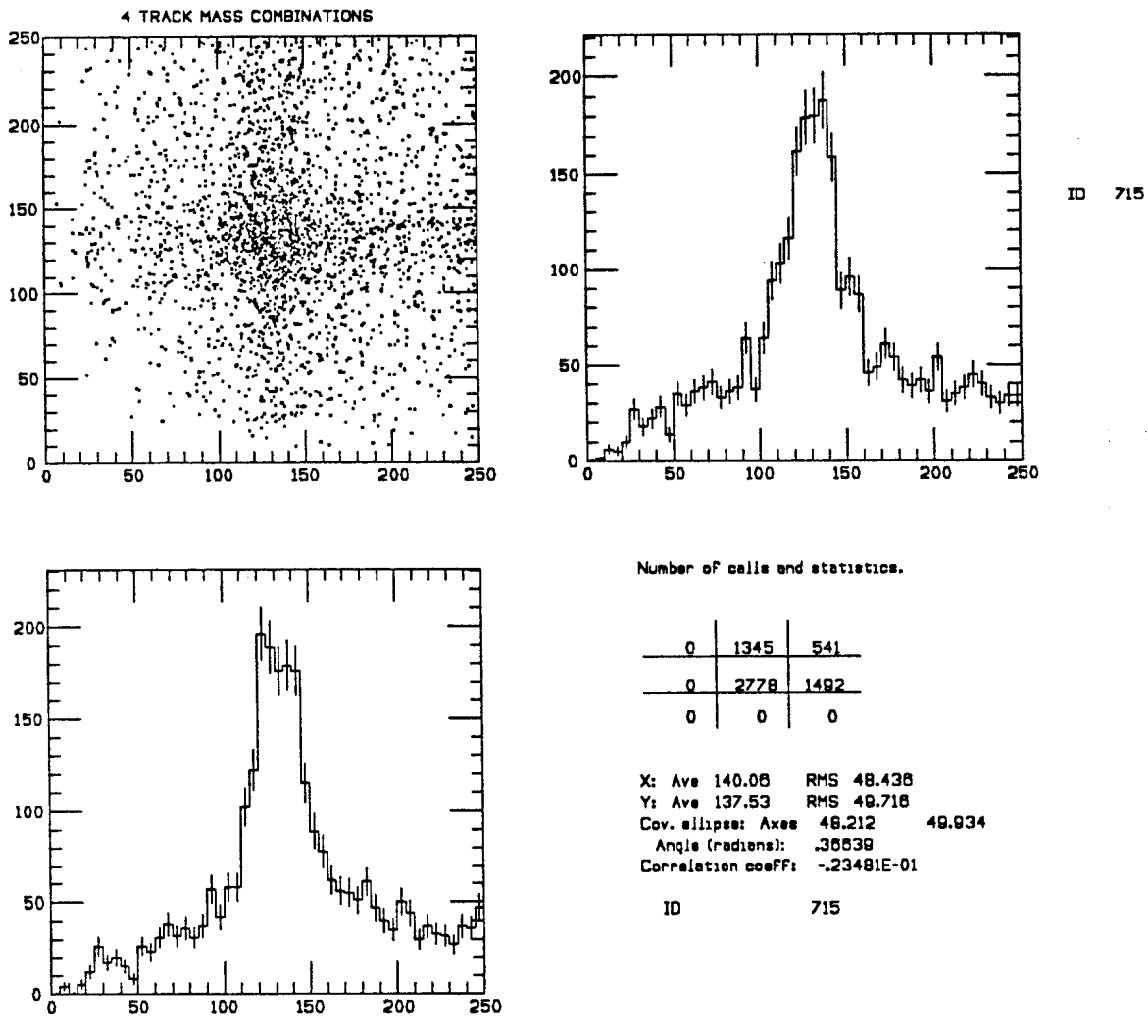 4 TRACK MASS COMBINATIONS
250
200
150
100
50
0
0 50 100 150 200 250
200
150
100
50
0
0 50 100 150 200 250
ID 715
200
150
100
50
0
0 50 100 150 200 250
Number of calls and statistics.
0 1345 541
0 2778 1492
0 0 0
X: Ave 140.06 RMS 48.436
Y: Ave 137.53 RMS 49.716
Cov. ellipse: Axes 48.212 49.934
Angle (radians): .36639
Correlation coeff: -.23481E-01
ID 715